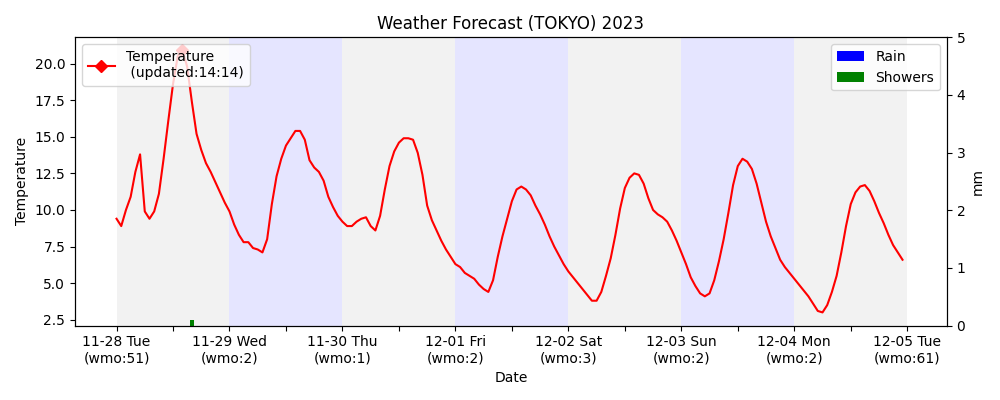 Weather Forecast (TOKYO) 2023
Temperature
(updated:14:14)
Rain
Showers
20.0
17.5
15.0
12.5
10.0
7.5
5.0
2.5
Temperature
5
4
3
2
1
0
mm
11-28 Tue
(wmo:51)
11-29 Wed
(wmo:2)
11-30 Thu
(wmo:1)
12-01 Fri
(wmo:2)
12-02 Sat
(wmo:3)
12-03 Sun
(wmo:2)
12-04 Mon
(wmo:2)
12-05 Tue
(wmo:61)
Date